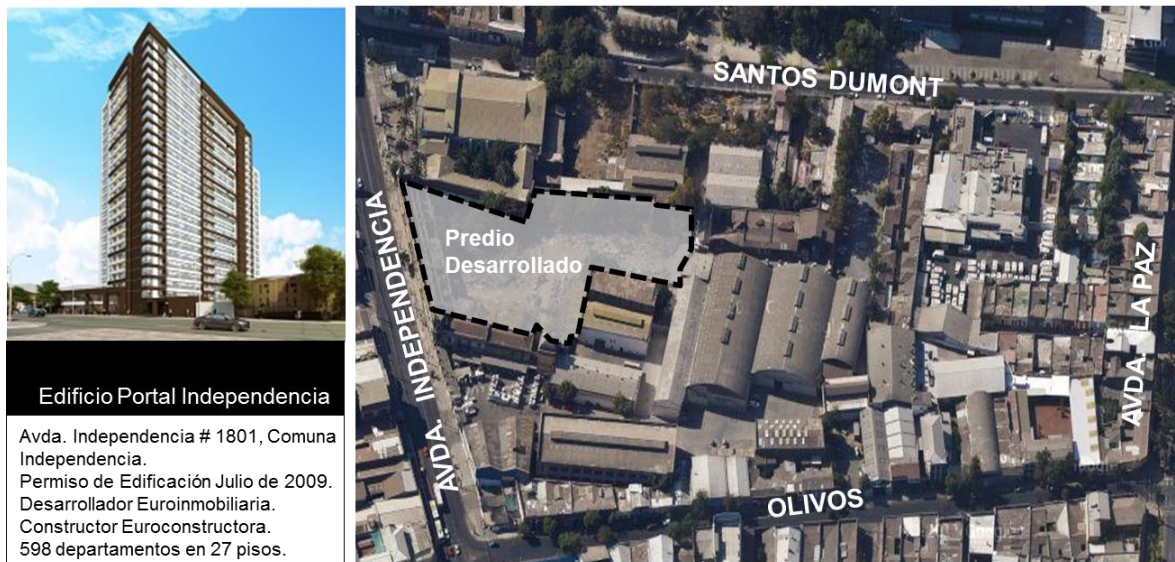 Edificio Portal Independencia
Avda. Independencia # 1801, Comuna
Independencia.
Permiso de Edificación Julio de 2009.
Desarrollador Euroinmobiliaria.
Constructor Euroconstructora.
598 departamentos en 27 pisos.
SANTOS DUMONT
AVDA. INDEPENDENCIA
Predio
Desarrollado
AVDA. LA PAZ
OLIVOS